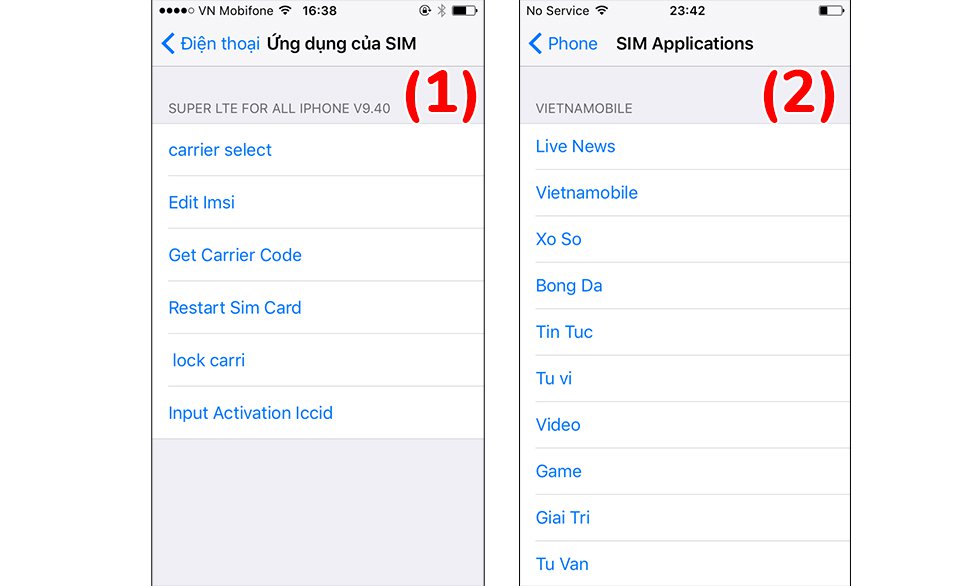 VN Mobifone 16:38
Điện thoại Ứng dụng của SIM
(1)
SUPER LTE FOR ALL IPHONE V9.40
carrier select
Edit Imsi
Get Carrier Code
Restart Sim Card
lock carri
Input Activation Iccid
No Service 23:42
Phone SIM Applications
(2)
VIETNAMOBILE
Live News
Vietnamobile
Xo So
Bong Da
Tin Tuc
Tu vi
Video
Game
Giai Tri
Tu Van